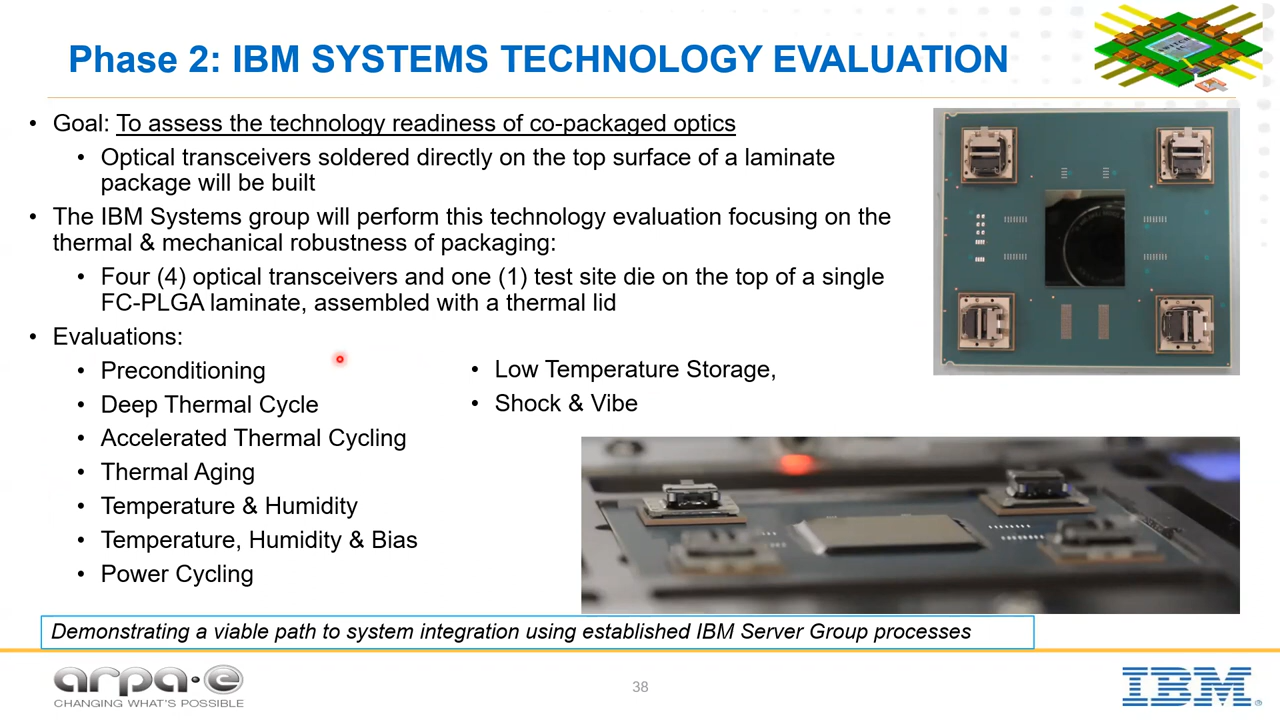 Phase 2: IBM SYSTEMS TECHNOLOGY EVALUATION
• Goal: To assess the technology readiness of co-packaged optics
• Optical transceivers soldered directly on the top surface of a laminate
package will be built
• The IBM Systems group will perform this technology evaluation focusing on the
thermal & mechanical robustness of packaging:
• Four (4) optical transceivers and one (1) test site die on the top of a single
FC-PLGA laminate, assembled with a thermal lid
• Evaluations:
• Preconditioning
• Deep Thermal Cycle
• Accelerated Thermal Cycling
• Thermal Aging
• Temperature & Humidity
• Temperature, Humidity & Bias
• Power Cycling
• Low Temperature Storage,
• Shock & Vibe
Demonstrating a viable path to system integration using established IBM Server Group processes
arpa·e
CHANGING WHAT'S POSSIBLE
38
IBM®